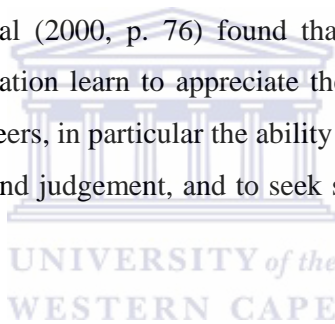 al (2000, p. 76) found tha
ation learn to appreciate the
eers, in particular the ability
nd judgement, and to seek s
UNIVERSITY of the
WESTERN CAPE